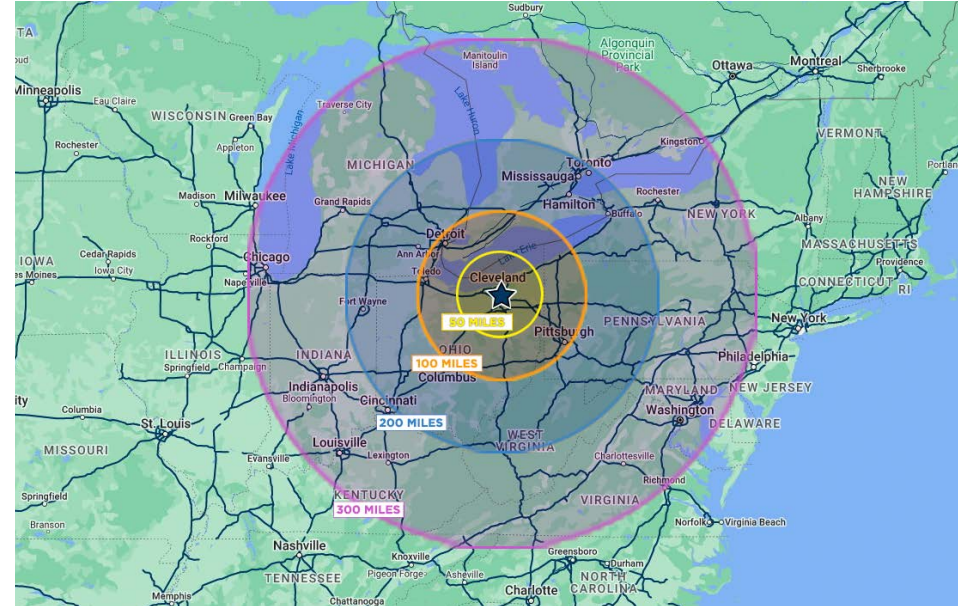 Sudbury
TA
oud
Algonquin
Provincial
Park
Manitoulin
Island
Ottawa
Montreal
Sherbrooke
Minneapolis
Eau Claire
WISCONSIN
Green Bay
Traverse City
Lake Huron
Lake Michigan
Appleton
Rochester
MICHIGAN
Kingston
VERMONT
Portlan
Toronto
Mississauga
Madison
Milwaukee
Grand Rapids
Hamilton
Rochester
NEW
HAMPSHIRE
Buffalo
NEW YORK
Albany
Rockford
Detroit
Ann Arbor
Lake Erie
MASSACHUSETTS
IOWA
Cedar Rapids
Iowa City
es Moines
Chicago
Naperville
Toledo
Cleveland
Providence
CONNECTICUT
RI
Fort Wayne
50 MILES
Pittsburgh
PENNSYLVANIA
New York
ILLINOIS
Springfield
Champaign
INDIANA
OHIO
100 MILES
Columbus
Philadelphia
NEW JERSEY
Indianapolis
Bloomington
MARYLAND
Washington
DELAWARE
ity
Columbia
St. Louis
Cincinnati
200 MILES
MISSOURI
Louisville
Evansville
Lexington
WEST
VIRGINIA
Charlottesville
Richmond
Springfield
Branson
KENTUCKY
300 MILES
VIRGINIA
Norfolk
Virginia Beach
Nashville
TENNESSEE
Knoxville
Pigeon Forge
Asheville
Greensboro
Durham
NORTH
CAROLINA
Charlotte
Memphis
Chattanooga